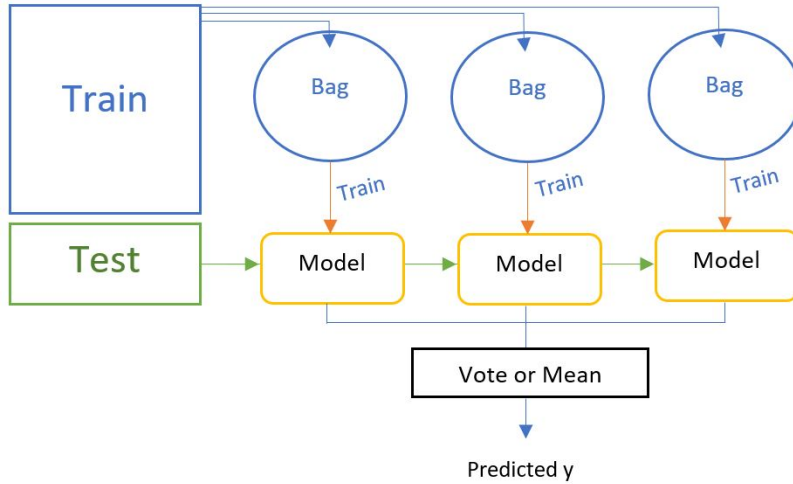 Train
Bag
Bag
Bag
Train
Train
Train
Test
Model
Model
Model
Vote or Mean
Predicted y